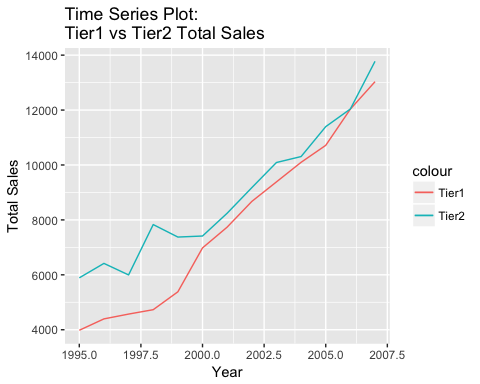 Time Series Plot:
Tier1 vs Tier2 Total Sales
14000
12000
10000
8000
6000
4000
Total Sales
1995.0 1997.5 2000.0 2002.5 2005.0 2007.5
Year
colour
Tier1
Tier2